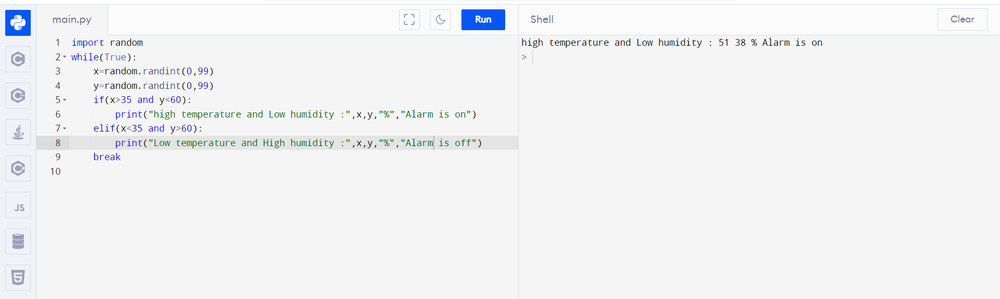 main.py
Run
Shell
Clear
1 import random
2 while(True):
3     x=random.randint(0,99)
4     y=random.randint(0,99)
5     if(x>35 and y<60):
6         print("high temperature and Low humidity :",x,y,"%","Alarm is on")
7     elif(x<35 and y>60):
8         print("Low temperature and High humidity :",x,y,"%","Alarm is off")
9     break
10
high temperature and Low humidity : 51 38 % Alarm is on
>
C
C++
C#
JS
5